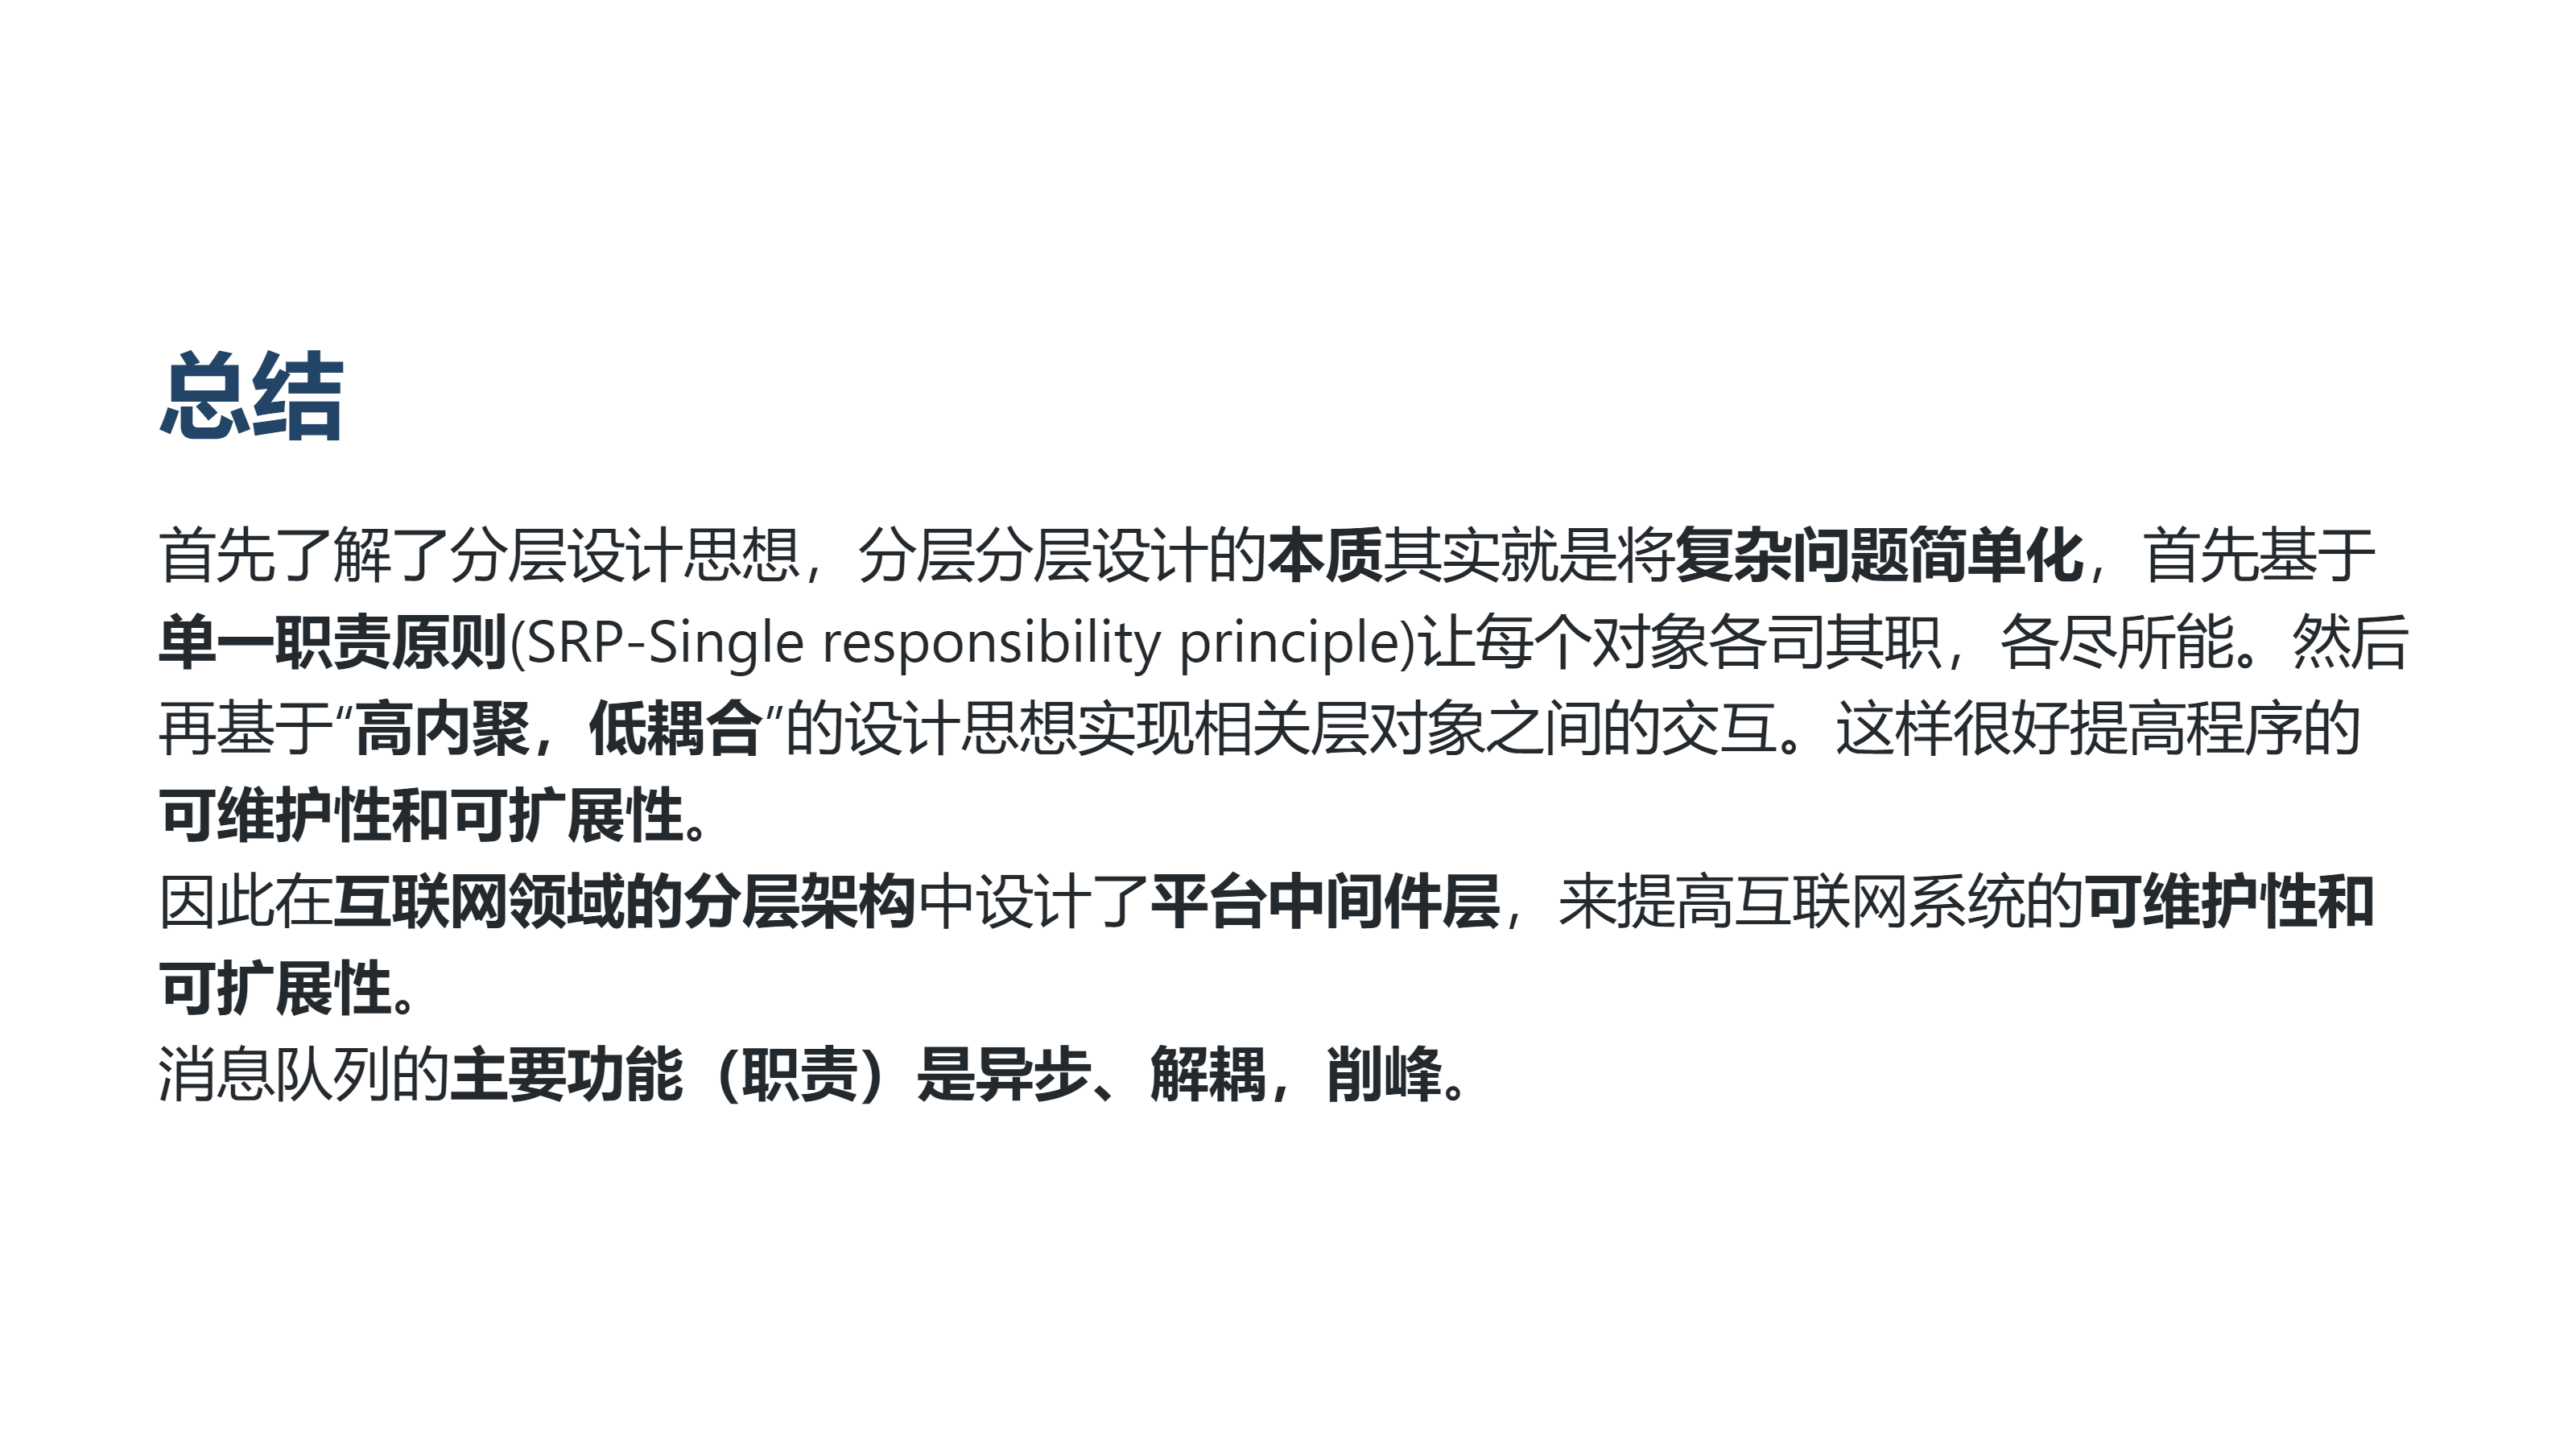 总结
首先了解了分层设计思想，分层分层设计的本质其实就是将复杂问题简单化，首先基于
单一职责原则(SRP-Single responsibility principle)让每个对象各司其职，各尽所能。然后
再基于“高内聚，低耦合”的设计思想实现相关层对象之间的交互。这样很好提高程序的
可维护性和可扩展性。
因此在互联网领域的分层架构中设计了平台中间件层，来提高互联网系统的可维护性和
可扩展性。
消息队列的主要功能（职责）是异步、解耦，削峰。